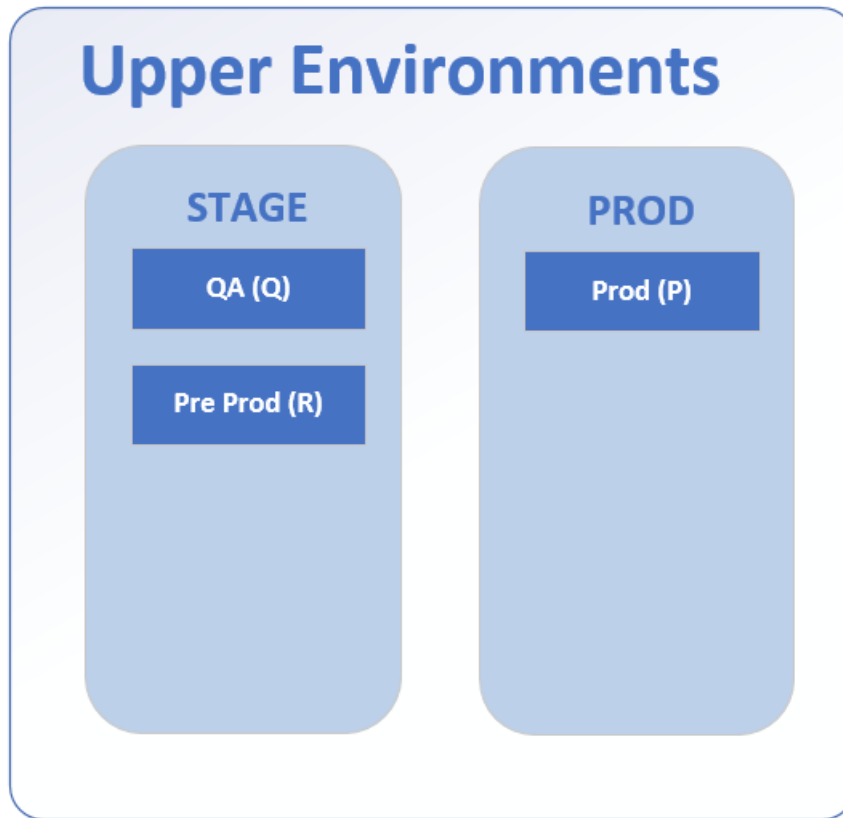 Upper Environments
STAGE
QA (Q)
Pre Prod (R)
PROD
Prod (P)